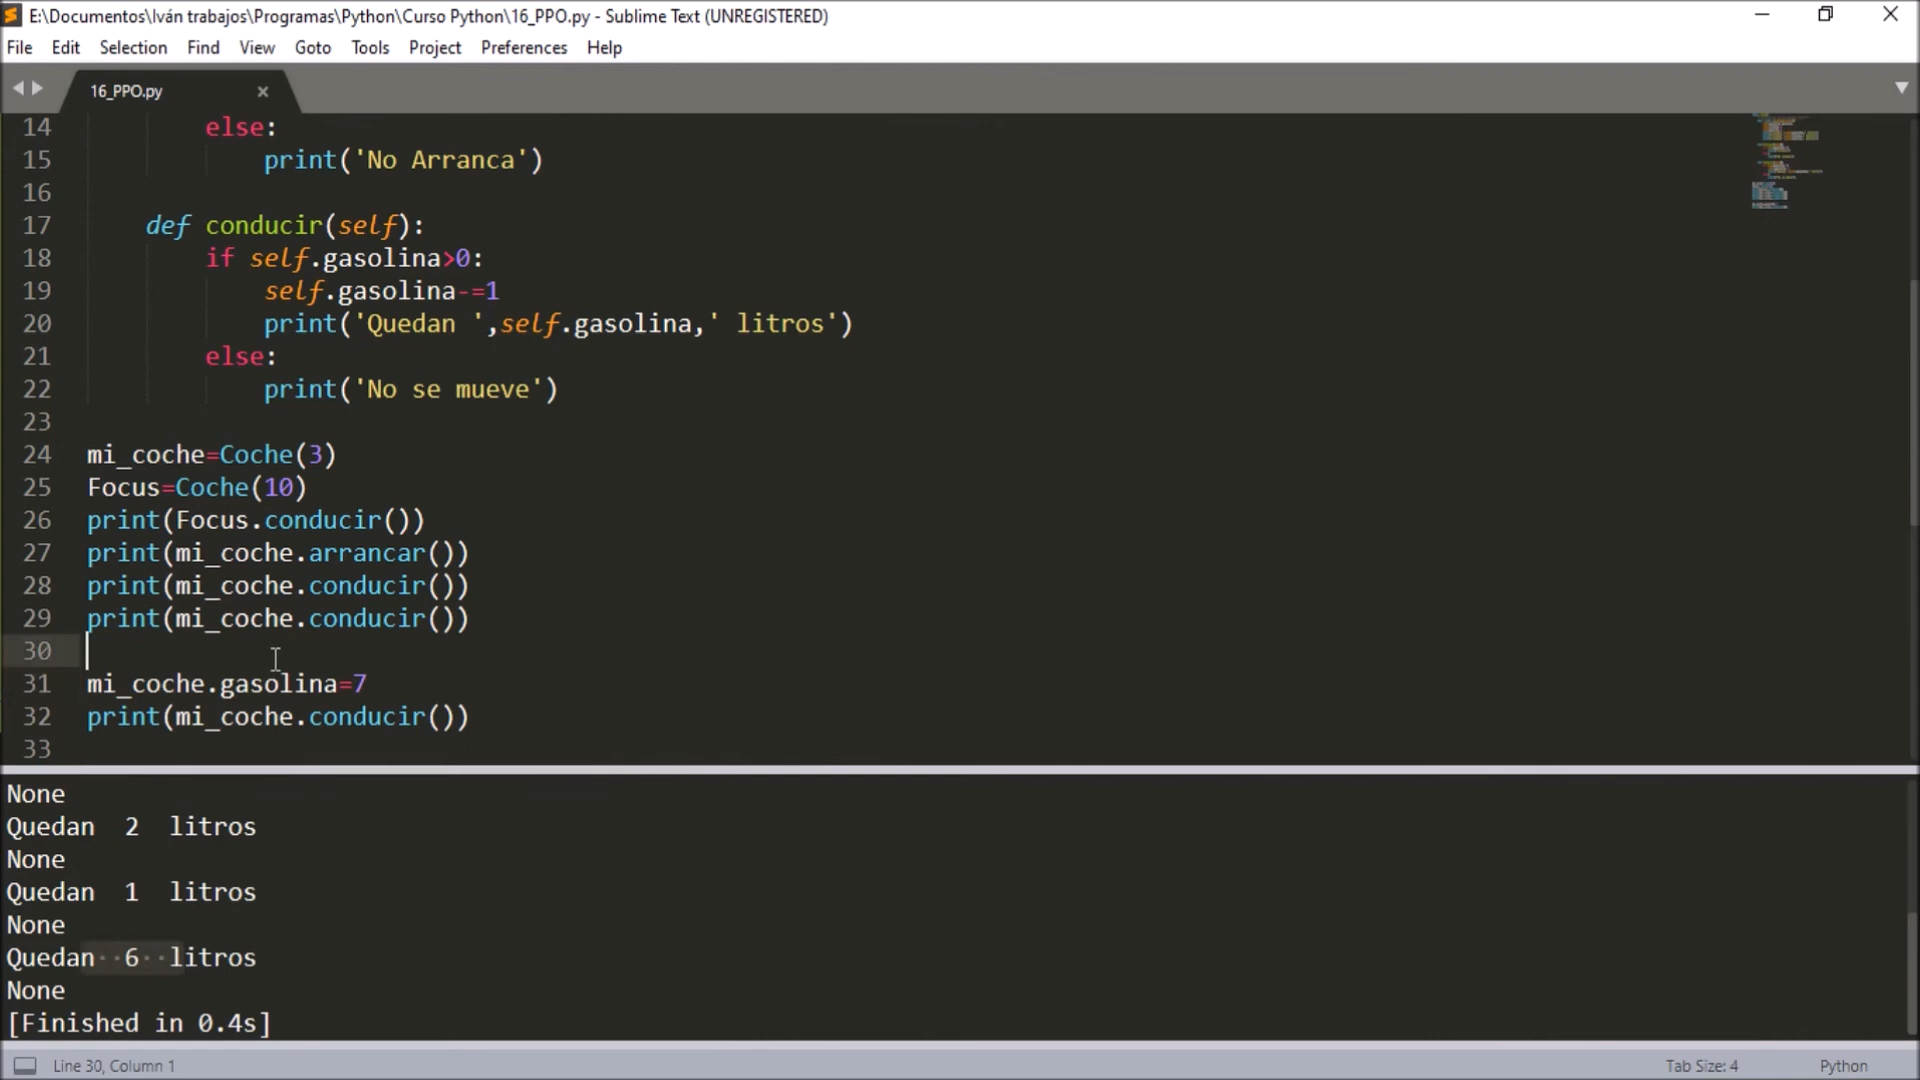 E:\Documentos\Iván trabajos\Programas\Python\Curso Python\16_PPO.py - Sublime Text (UNREGISTERED)
File Edit Selection Find View Goto Tools Project Preferences Help
16_PPO.py
14 else:
15 print('No Arranca')
16
17 def conducir(self):
18 if self.gasolina>0:
19 self.gasolina-=1
20 print('Quedan ',self.gasolina,' litros')
21 else:
22 print('No se mueve')
23
24 mi_coche=Coche(3)
25 Focus=Coche(10)
26 print(Focus.conducir())
27 print(mi_coche.arrancar())
28 print(mi_coche.conducir())
29 print(mi_coche.conducir())
30
31 mi_coche.gasolina=7
32 print(mi_coche.conducir())
33
None
Quedan  2  litros
None
Quedan  1  litros
None
Quedan··6··litros
None
[Finished in 0.4s]
Line 30, Column 1 Tab Size: 4 Python